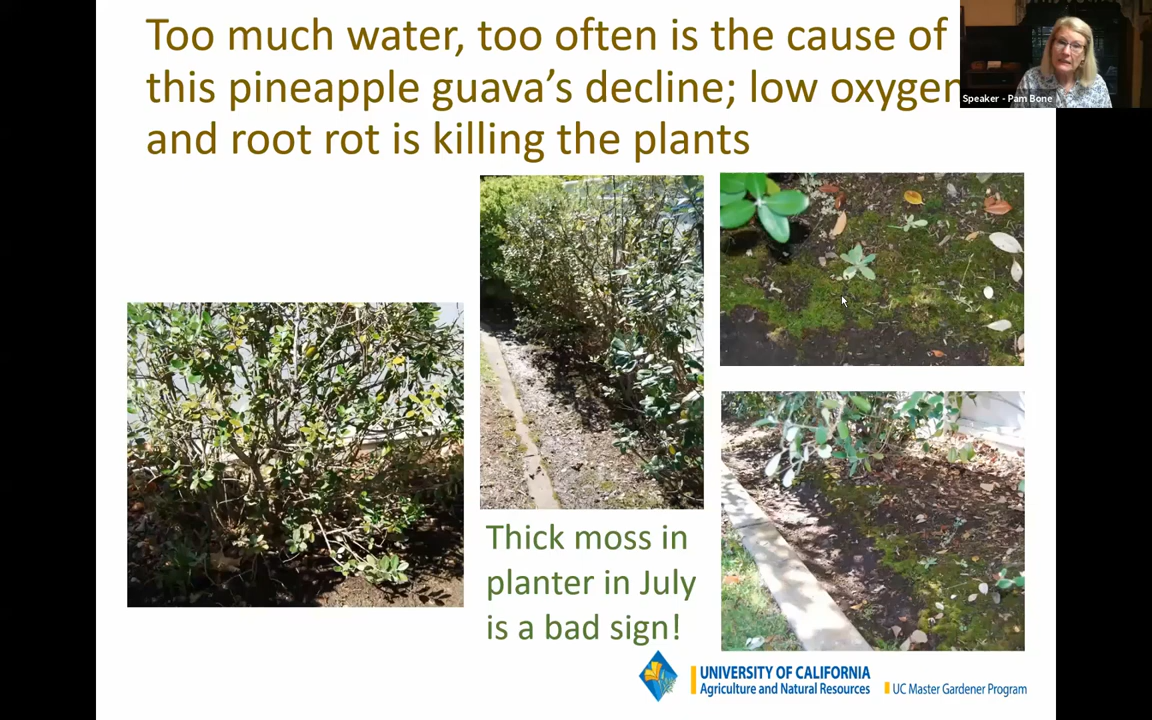 Too much water, too often is the cause of
this pineapple guava's decline; low oxygen
and root rot is killing the plants
Speaker - Pam Bone
Thick moss in
planter in July
is a bad sign!
UNIVERSITY OF CALIFORNIA
Agriculture and Natural Resources
UC Master Gardener Program